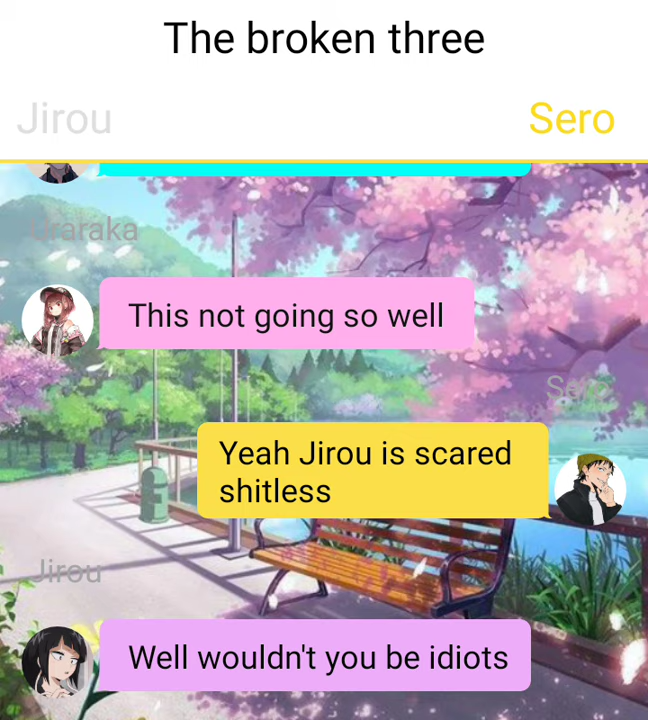 The broken three
Jirou
Sero
Uraraka
This not going so well
Sero
Yeah Jirou is scared
shitless
Jirou
Well wouldn't you be idiots